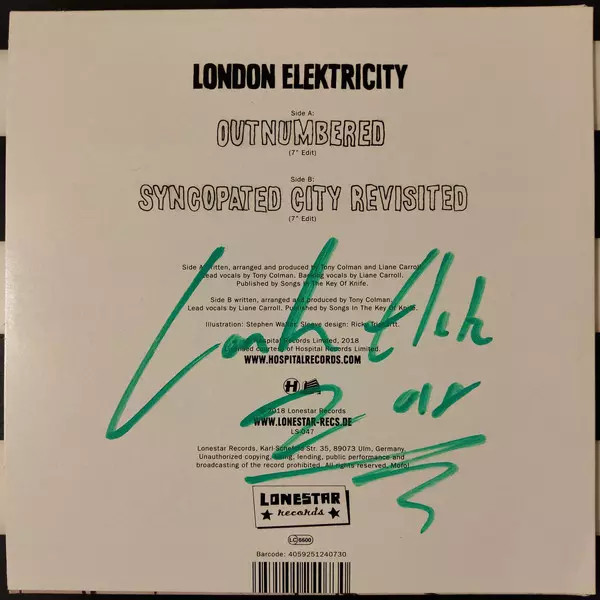 LONDON ELEKTRICITY
Side A:
OUTNUMBERED
(7" Edit)
Side B:
SYNCOPATED CITY REVISITED
(7" Edit)
Side A written, arranged and produced by Tony Colman and Liane Carroll.
Lead vocals by Tony Colman. Backing vocals by Liane Carroll.
Published by Songs In The Key Of Knife.
Side B written, arranged and produced by Tony Colman.
Lead vocals by Liane Carroll. Published by Songs In The Key Of Knife.
Illustration: Stephen Walter. Sleeve design: Ricky
Hospital Records Limited, 2018
Licensed courtesy of Hospital Records Limited.
WWW.HOSPITALRECORDS.COM
2018 Lonestar Records
WWW.LONESTAR-RECS.DE
LS 047
Lonestar Records, Karl-Schefold Str. 35, 89073 Ulm, Germany.
Unauthorized copying, hiring, lending, public performance and
broadcasting of the record prohibited. All rights reserved, Mofo!
LONESTAR
records
LC 6600
Barcode: 4059251240730